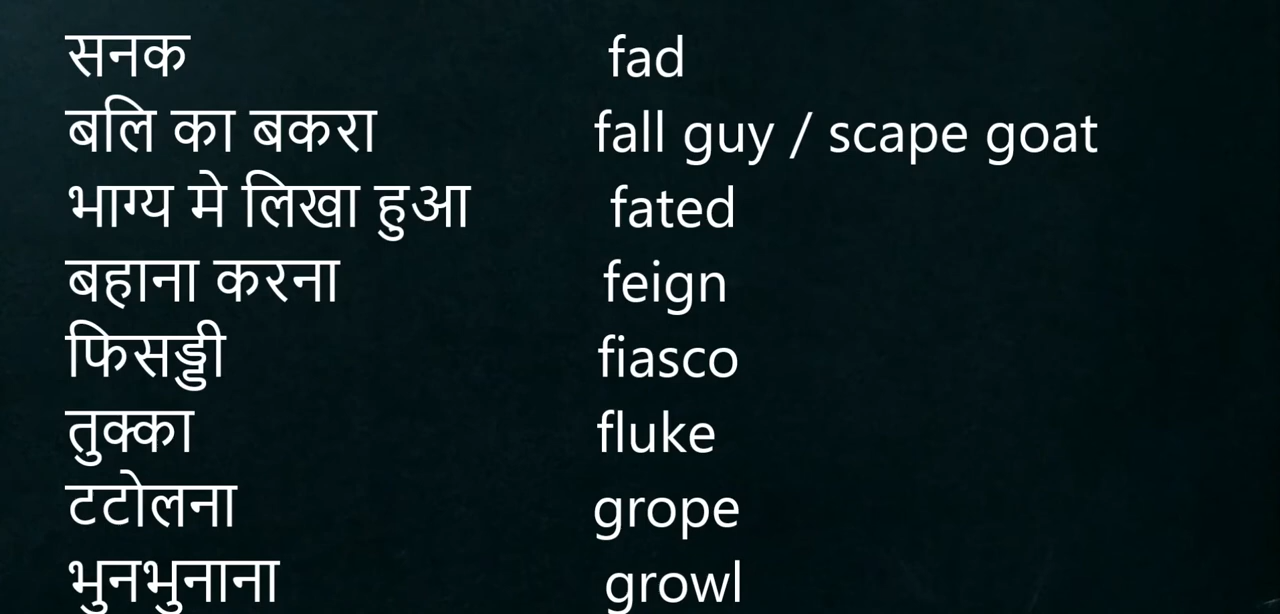 सनक fad
बलि का बकरा fall guy / scape goat
भाग्य मे लिखा हुआ fated
बहाना करना feign
फिसड्डी fiasco
तुक्का fluke
टटोलना grope
भुनभुनाना growl